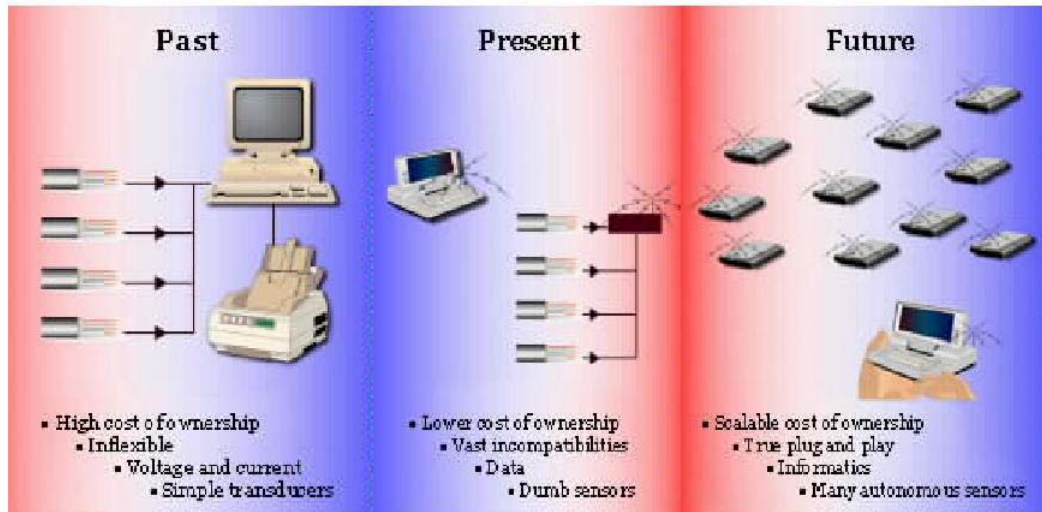 Past
• High cost of ownership
• Inflexible
• Voltage and current
• Simple transducers
Present
• Lower cost of ownership
• Vast incompatibilities
• Data
• Dumb sensors
Future
• Scalable cost of ownership
• True plug and play
• Informatics
• Many autonomous sensors